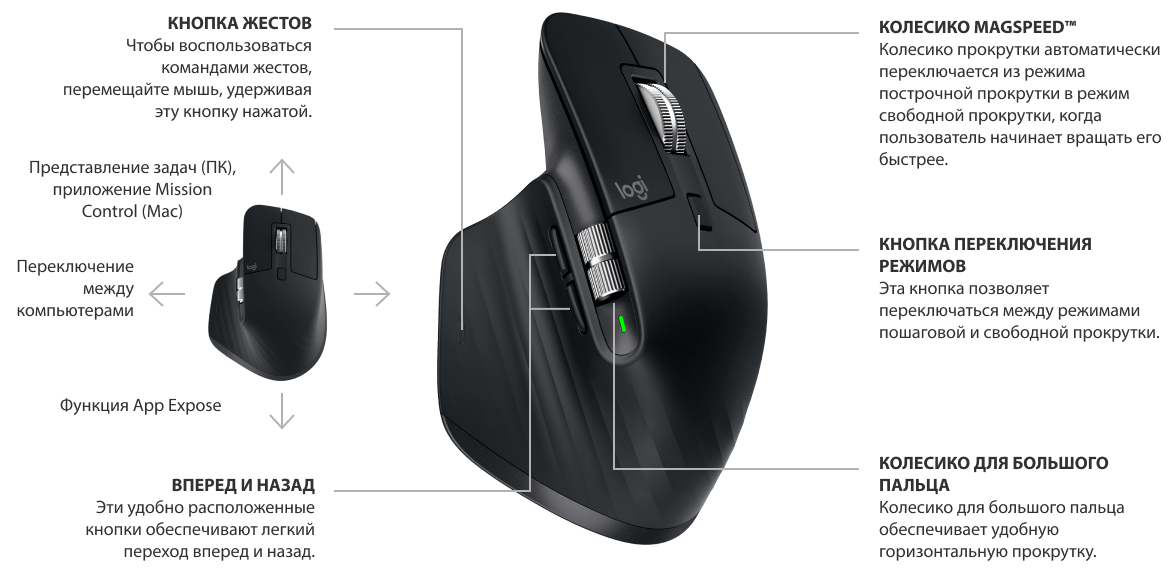 КНОПКА ЖЕСТОВ
Чтобы воспользоваться
командами жестов,
перемещайте мышь, удерживая
эту кнопку нажатой.
Представление задач (ПК),
приложение Mission
Control (Mac)
Переключение
между
компьютерами
Функция App Expose
ВПЕРЕД И НАЗАД
Эти удобно расположенные
кнопки обеспечивают легкий
переход вперед и назад.
logi
logi
КОЛЕСИКО MAGSPEED™
Колесико прокрутки автоматически
переключается из режима
построчной прокрутки в режим
свободной прокрутки, когда
пользователь начинает вращать его
быстрее.
КНОПКА ПЕРЕКЛЮЧЕНИЯ
РЕЖИМОВ
Эта кнопка позволяет
переключаться между режимами
пошаговой и свободной прокрутки.
КОЛЕСИКО ДЛЯ БОЛЬШОГО
ПАЛЬЦА
Колесико для большого пальца
обеспечивает удобную
горизонтальную прокрутку.